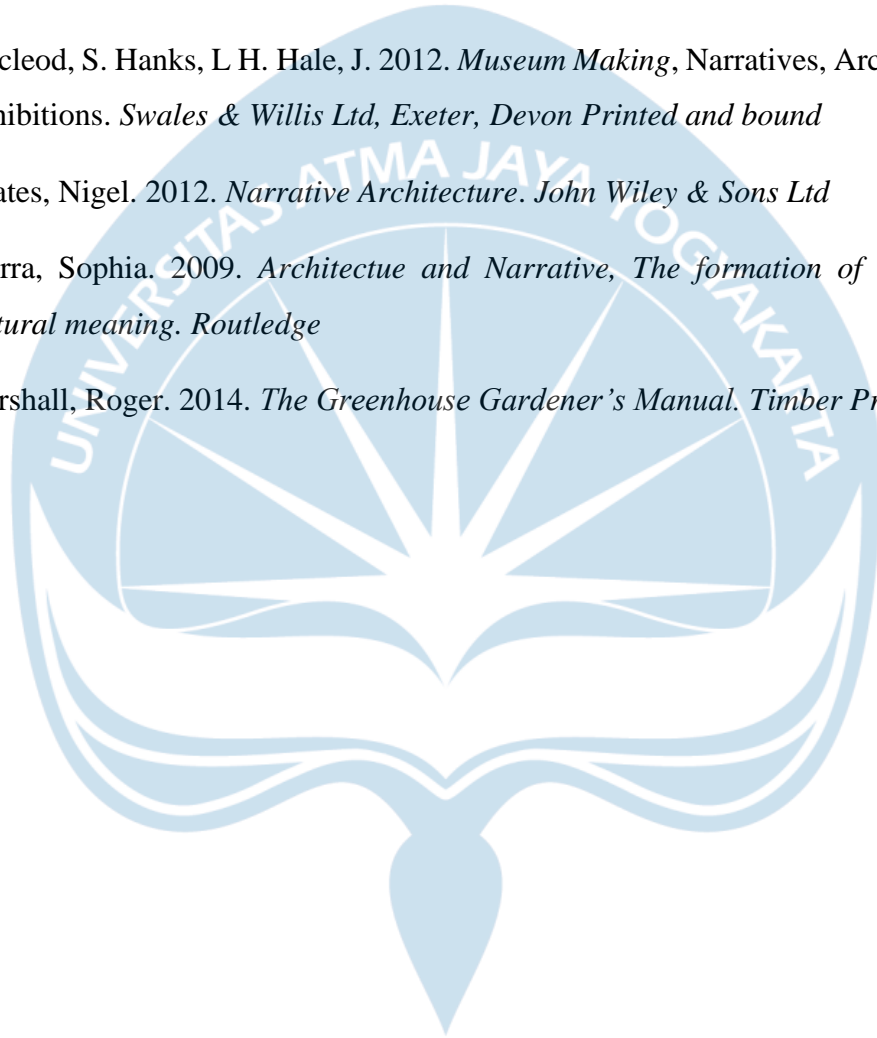 cleod, S. Hanks, L H. Hale, J. 2012. Museum Making, Narratives, Arc
hibitions. Swales & Willis Ltd, Exeter, Devon Printed and bound
ates, Nigel. 2012. Narrative Architecture. John Wiley & Sons Ltd
rra, Sophia. 2009. Architectue and Narrative, The formation of
tural meaning. Routledge
rshall, Roger. 2014. The Greenhouse Gardener’s Manual. Timber Pr
UNIVERSITAS ATMA JAYA YOGYAKARTA